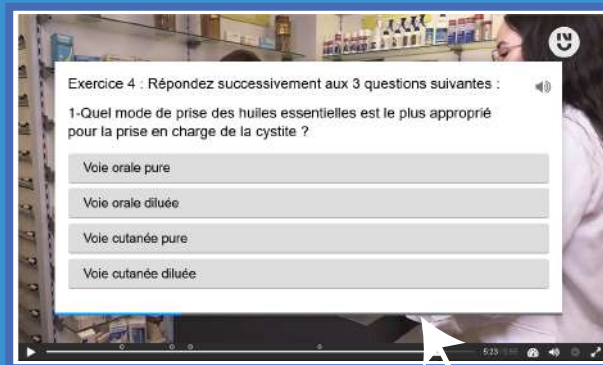 Exercice 4 : Répondez successivement aux 3 questions suivantes :
1-Quel mode de prise des huiles essentielles est le plus approprié
pour la prise en charge de la cystite ?
Voie orale pure
Voie orale diluée
Voie cutanée pure
Voie cutanée diluée
5:23